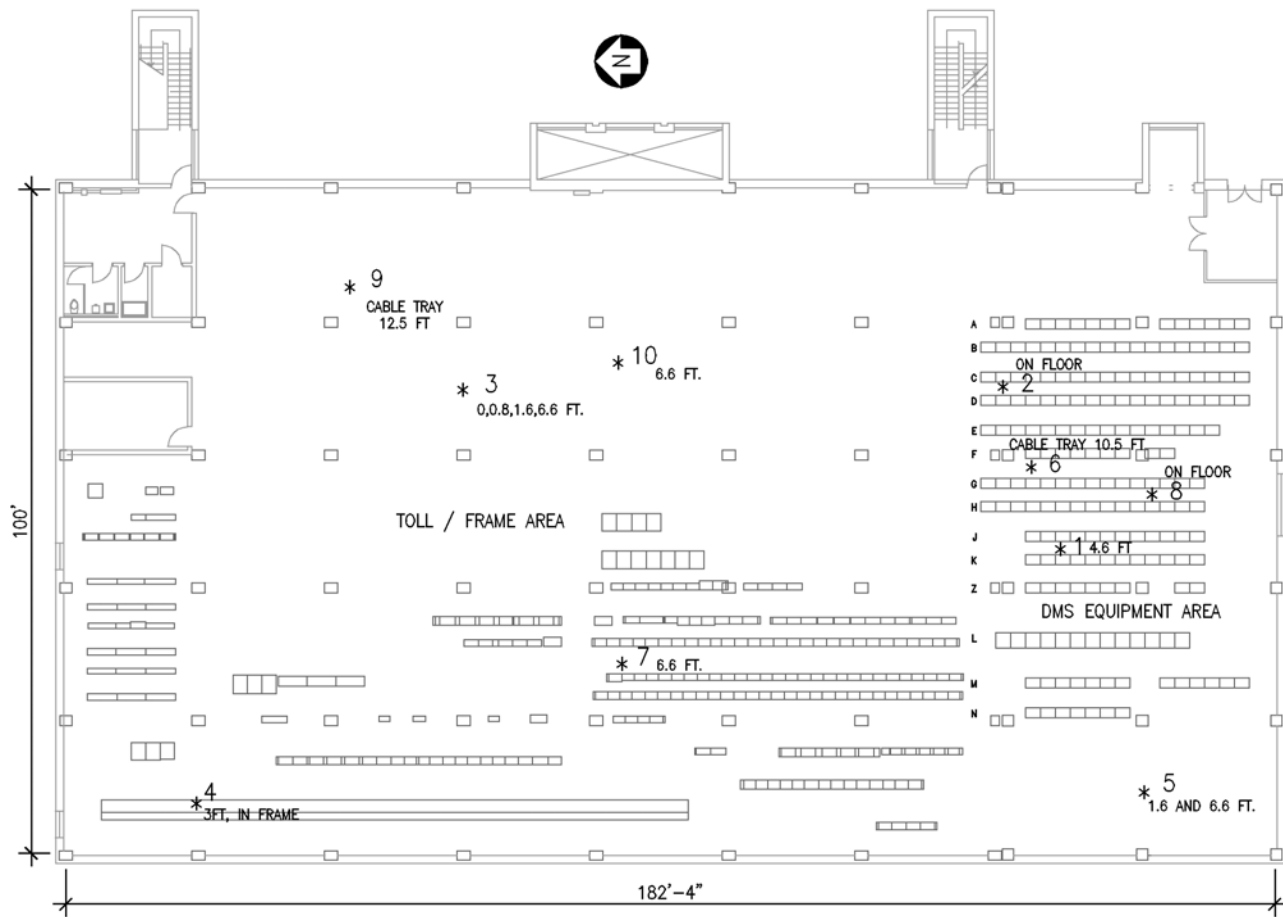 N
9
CABLE TRAY
12.5 FT
10
6.6 FT.
3
0,0.8,1.6,6.6 FT.
A
B
ON FLOOR
C
2
D
E
CABLE TRAY 10.5 FT.
F
6
ON FLOOR
G
8
H
100'
TOLL / FRAME AREA
J
1 4.6 FT
K
Z
DMS EQUIPMENT AREA
L
7 6.6 FT.
M
N
4
3FT, IN FRAME
5
1.6 AND 6.6 FT.
182'-4"